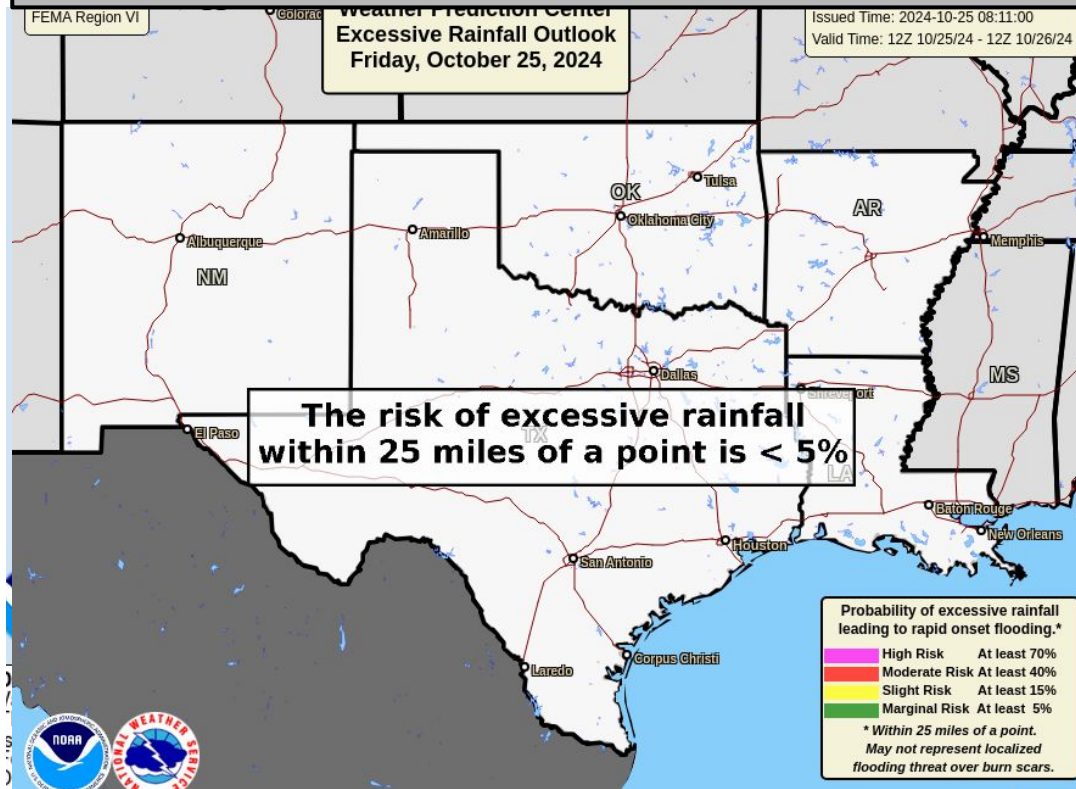 FEMA Region VI
Weather Prediction Center
Excessive Rainfall Outlook
Friday, October 25, 2024
Issued Time: 2024-10-25 08:11:00
Valid Time: 12Z 10/25/24 - 12Z 10/26/24
Colorad
Tulsa
OK
Oklahoma City
AR
Amarillo
Albuquerque
Memphis
NM
Dallas
MS
Shreveport
The risk of excessive rainfall
within 25 miles of a point is < 5%
El Paso
TX
LA
Baton Rouge
New Orleans
Houston
San Antonio
Corpus Christi
Laredo
Probability of excessive rainfall
leading to rapid onset flooding.*
High Risk At least 70%
Moderate Risk At least 40%
Slight Risk At least 15%
Marginal Risk At least 5%
* Within 25 miles of a point.
May not represent localized
flooding threat over burn scars.
NOAA
NATIONAL WEATHER SERVICE